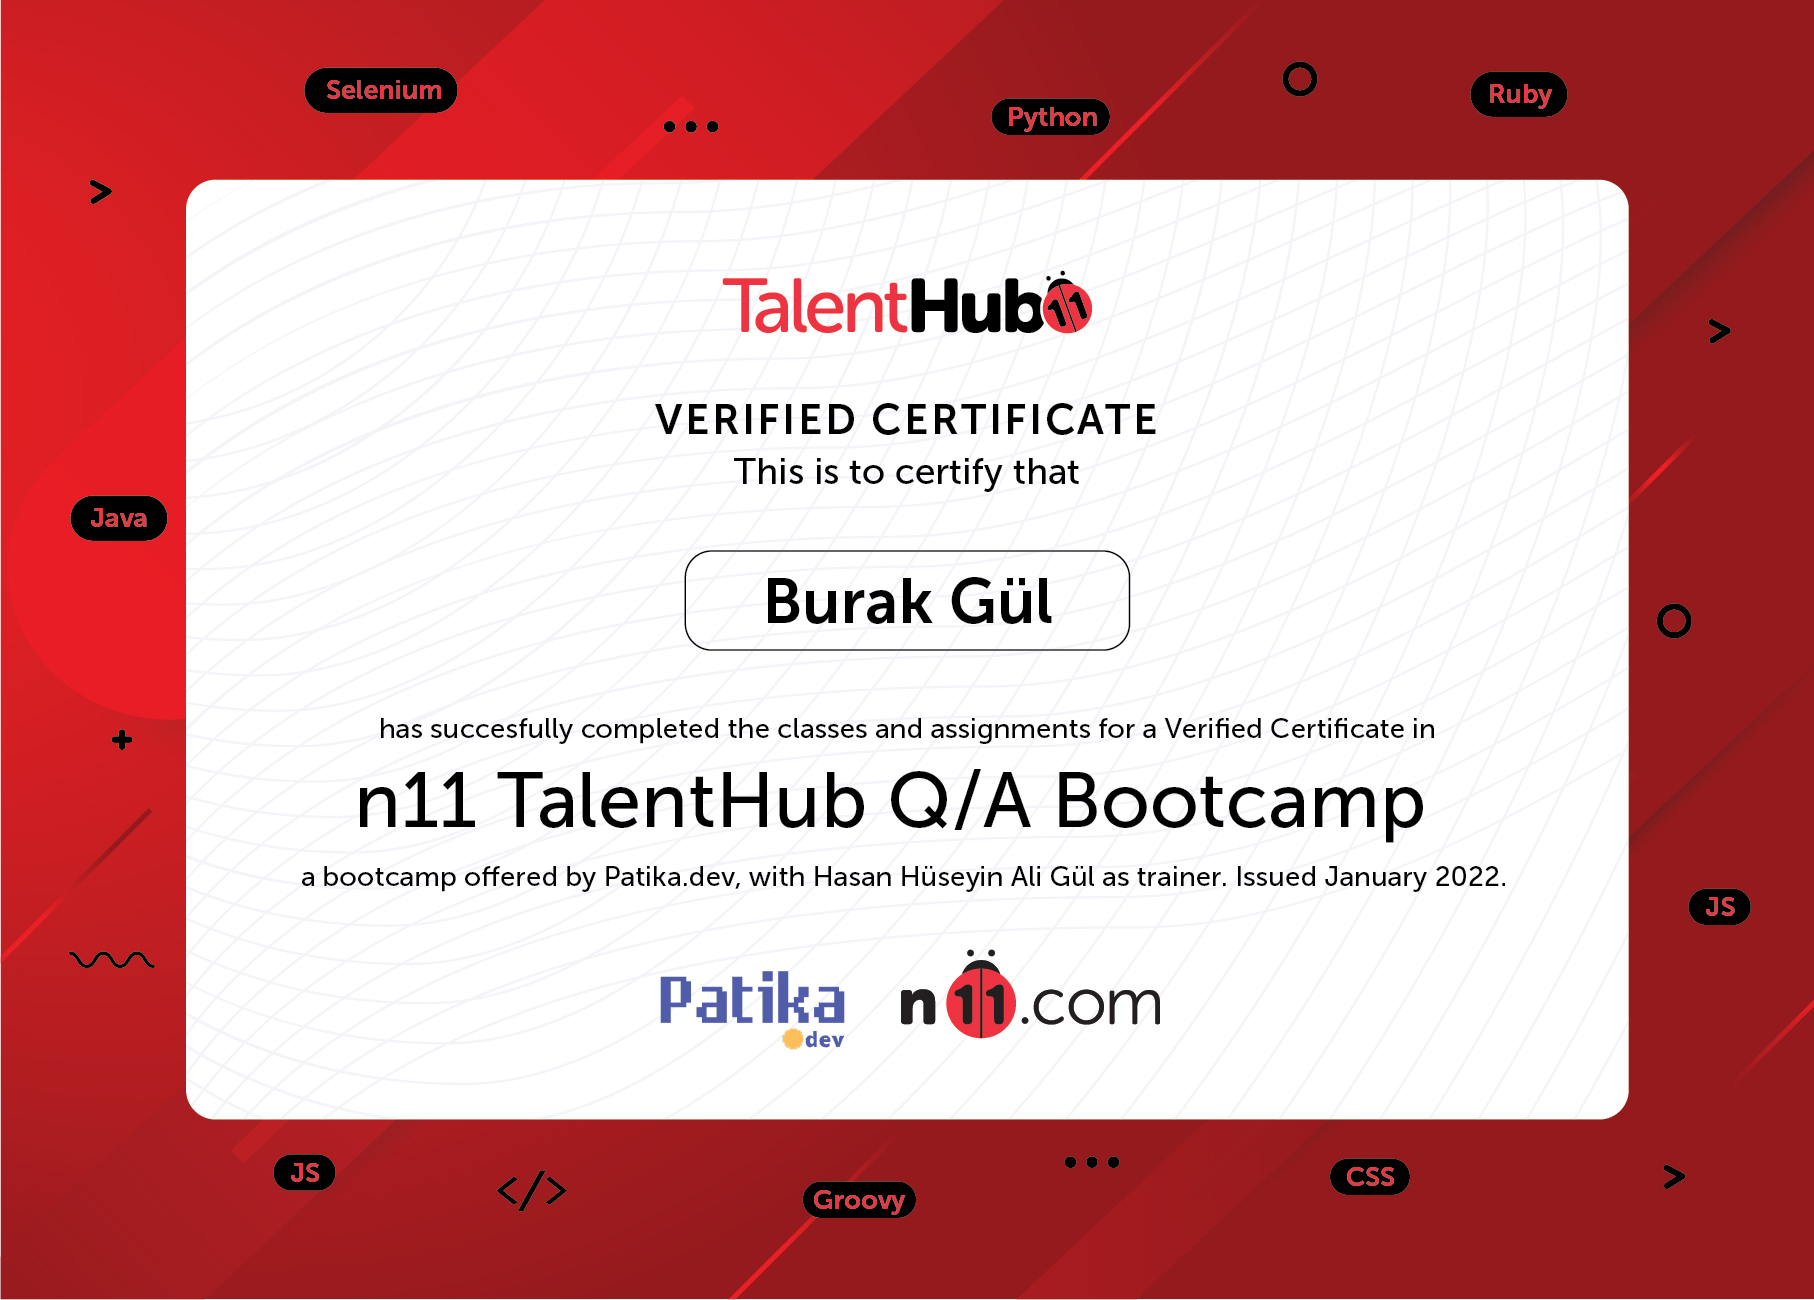 Selenium
Python
Ruby
>
TalentHub11
>
VERIFIED CERTIFICATE
This is to certify that
Java
Burak Gül
has succesfully completed the classes and assignments for a Verified Certificate in
n11 TalentHub Q/A Bootcamp
a bootcamp offered by Patika.dev, with Hasan Hüseyin Ali Gül as trainer. Issued January 2022.
JS
Patika
dev
n11.com
JS
</>
Groovy
CSS
>